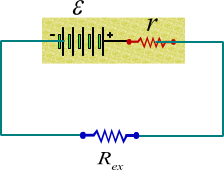 ℰ
- + r
R_ex